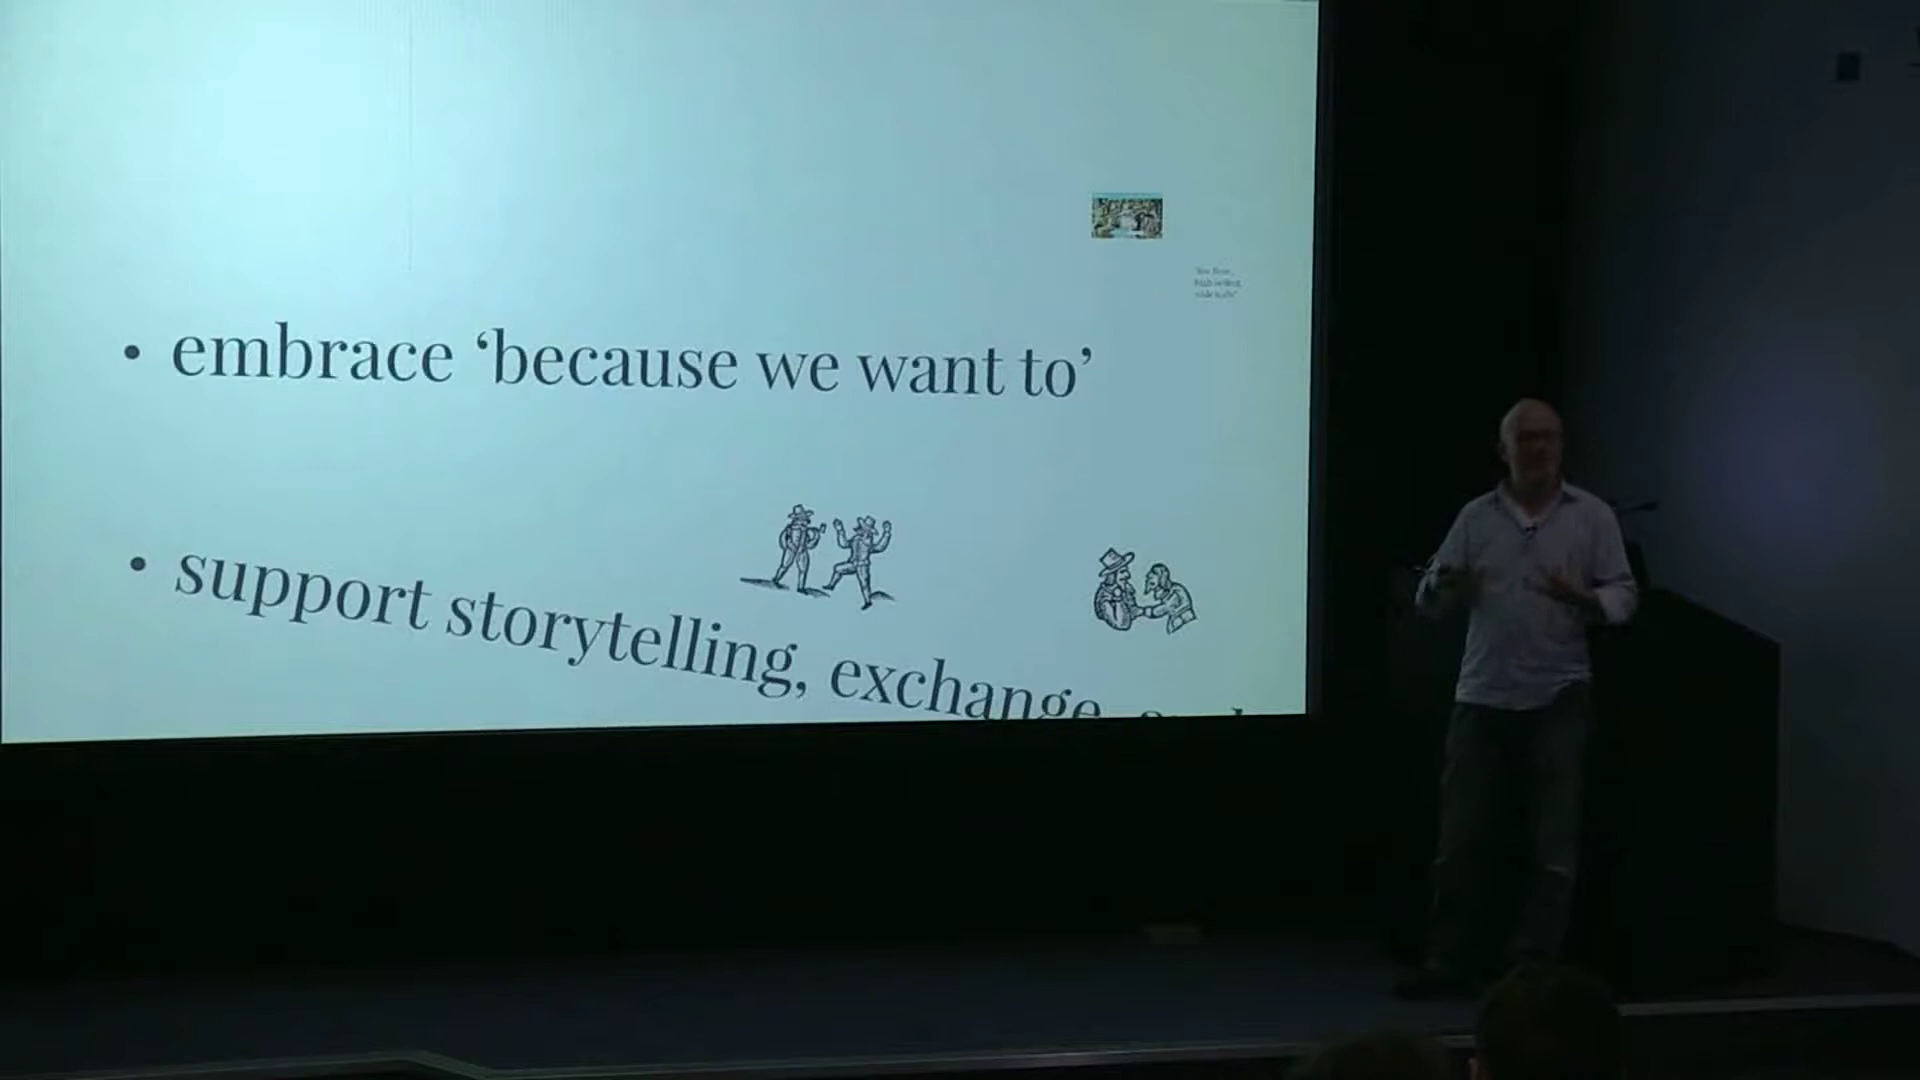 • embrace ‘because we want to’
• support storytelling, exchange